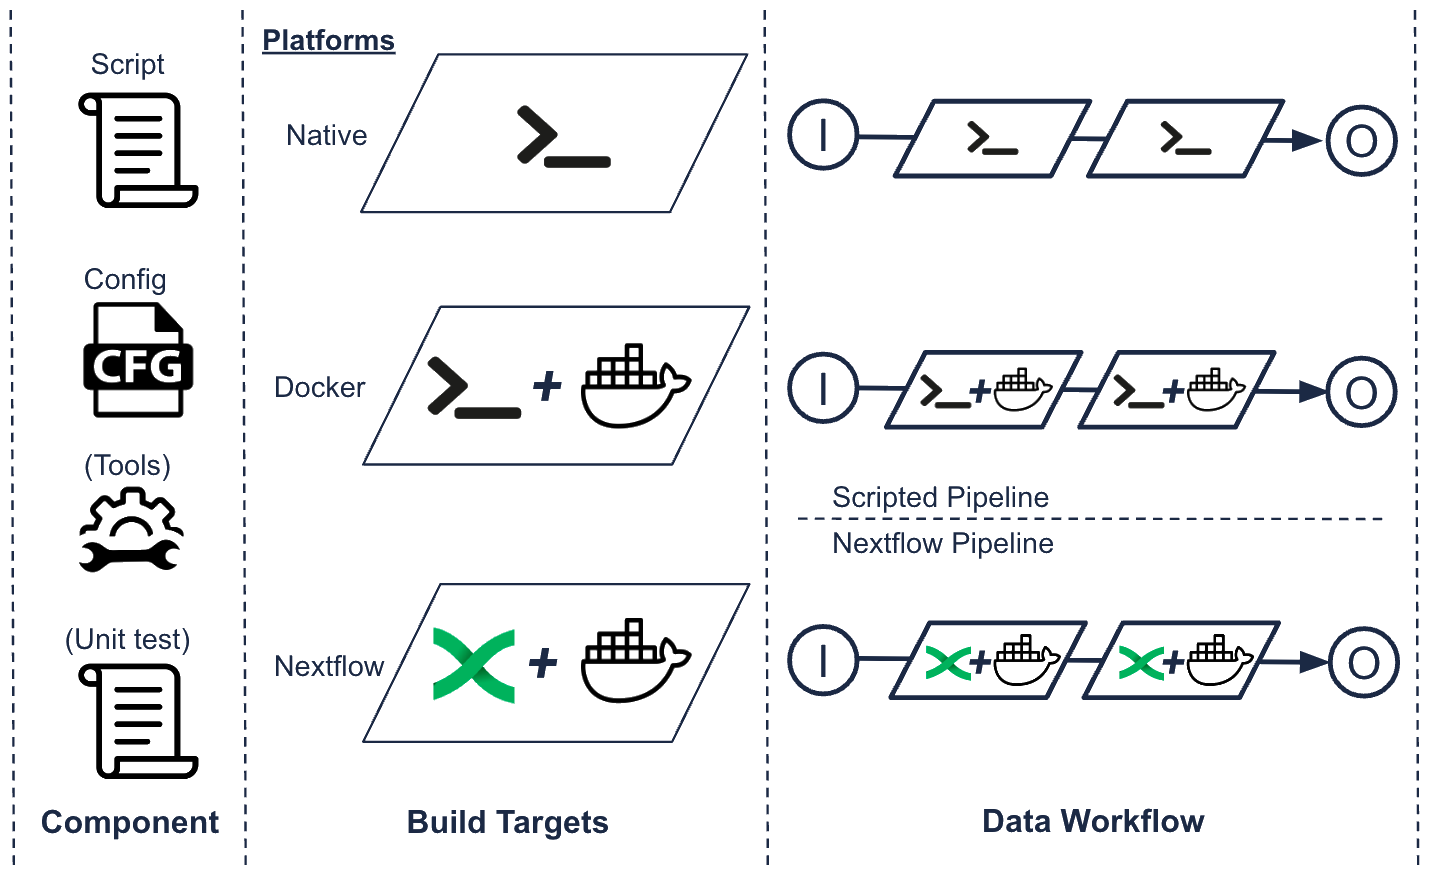 Script
Config
CFG
(Tools)
(Unit test)
Component
Platforms
Native
Docker
+
Nextflow
+
Build Targets
I
O
I
+
+
O
Scripted Pipeline
Nextflow Pipeline
I
+
+
O
Data Workflow